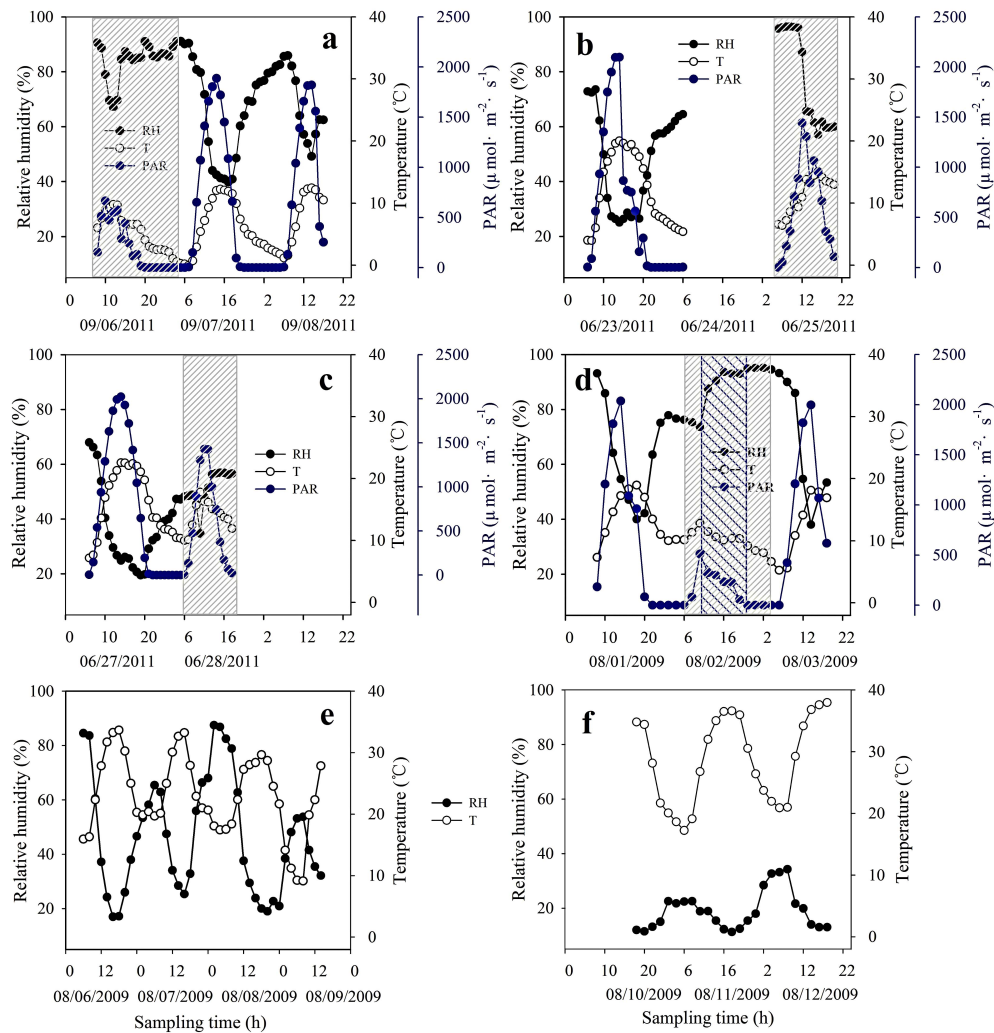 a
100
80
60
40
20
Relative humidity (%)
40
30
20
10
0
Temperature (℃)
2500
2000
1500
1000
500
0
PAR (μ mol· m⁻²· s⁻¹)
RH
T
PAR
0 10 20 6 16 2 12 22
09/06/2011 09/07/2011 09/08/2011
b
100
80
60
40
20
Relative humidity (%)
40
30
20
10
0
Temperature (℃)
2500
2000
1500
1000
500
0
PAR (μ mol· m⁻²· s⁻¹)
RH
T
PAR
0 10 20 6 16 2 12 22
06/23/2011 06/24/2011 06/25/2011
c
100
80
60
40
20
Relative humidity (%)
40
30
20
10
0
Temperature (℃)
2500
2000
1500
1000
500
0
PAR (μ mol· m⁻²· s⁻¹)
RH
T
PAR
0 10 20 6 16 2 12 22
06/27/2011 06/28/2011
d
100
80
60
40
20
Relative humidity (%)
40
30
20
10
0
Temperature (℃)
2500
2000
1500
1000
500
0
PAR (μ mol· m⁻²· s⁻¹)
RH
T
PAR
0 10 20 6 16 2 12 22
08/01/2009 08/02/2009 08/03/2009
e
100
80
60
40
20
Relative humidity (%)
40
30
20
10
0
Temperature (℃)
RH
T
0 12 0 12 0 12 0 12 0
08/06/2009 08/07/2009 08/08/2009 08/09/2009
Sampling time (h)
f
100
80
60
40
20
Relative humidity (%)
40
30
20
10
0
Temperature (℃)
0 10 20 6 16 2 12 22
08/10/2009 08/11/2009 08/12/2009
Sampling time (h)